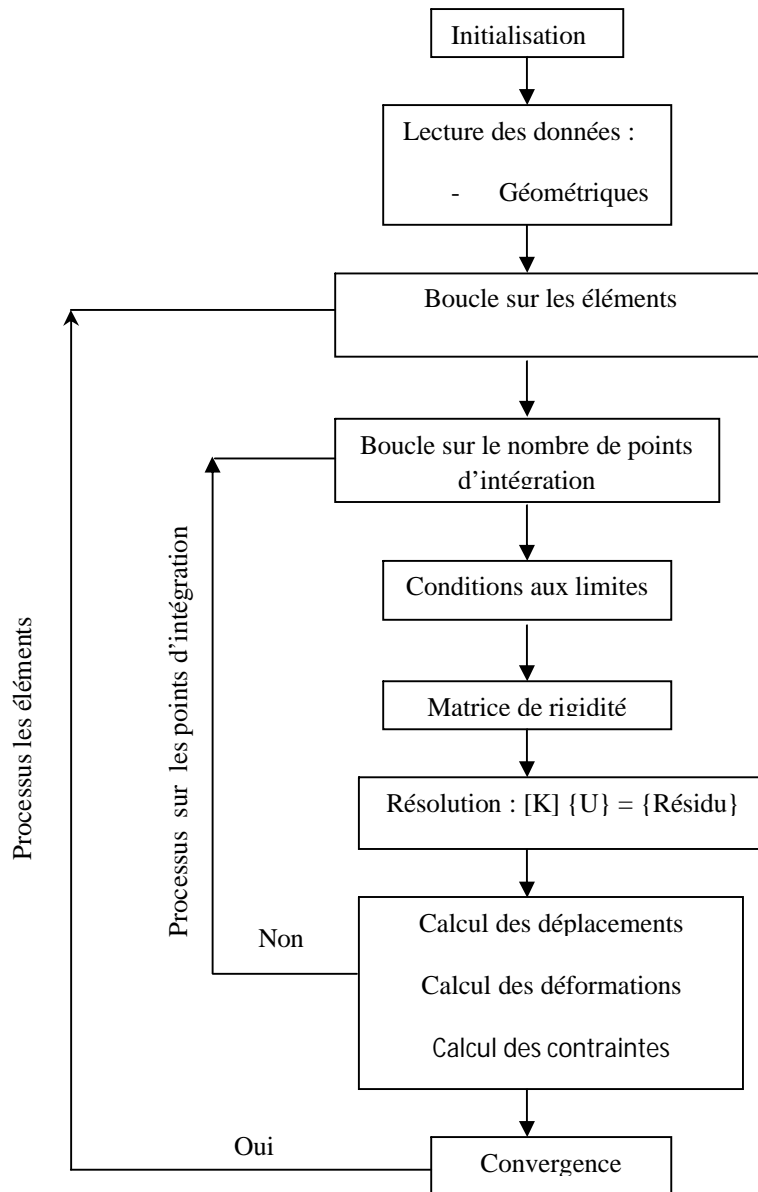 Initialisation
Lecture des données :
- Géométriques
Boucle sur les éléments
Boucle sur le nombre de points
d’intégration
Conditions aux limites
Matrice de rigidité
Résolution : [K] {U} = {Résidu}
Calcul des déplacements
Calcul des déformations
Calcul des contraintes
Non
Processus sur les points d’intégration
Convergence
Oui
Processus les éléments